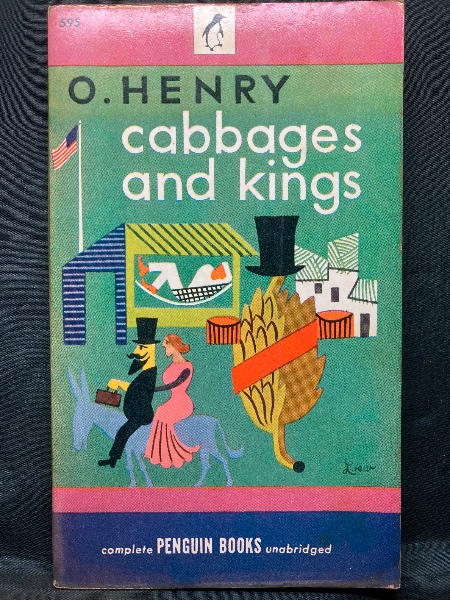 595
O. HENRY
cabbages
and kings
complete PENGUIN BOOKS unabridged